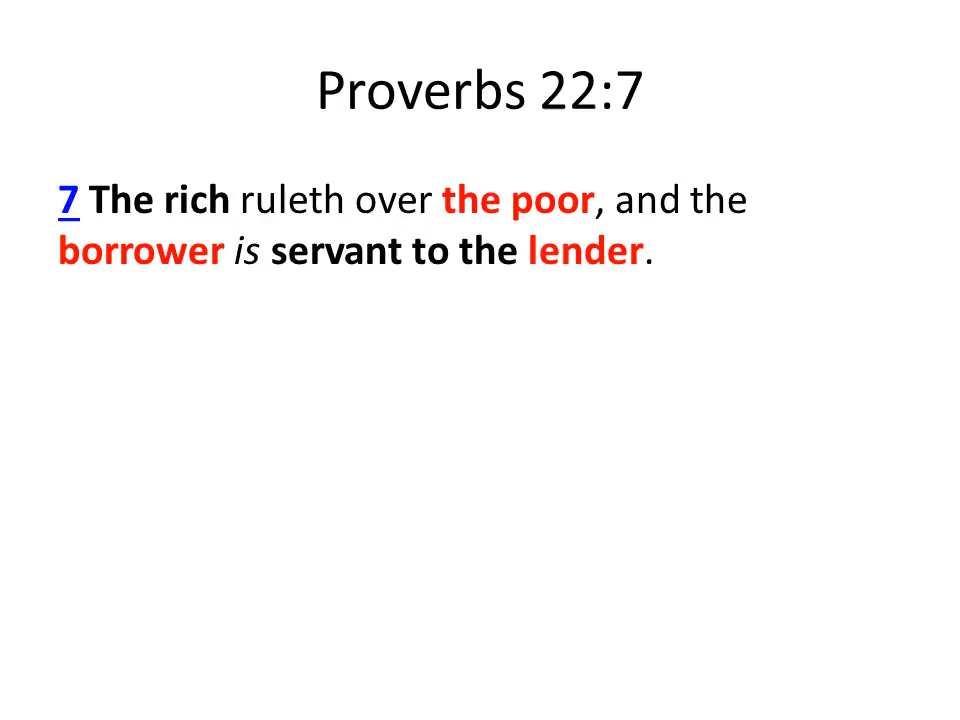 Proverbs 22:7
7 The rich ruleth over the poor, and the
borrower is servant to the lender.